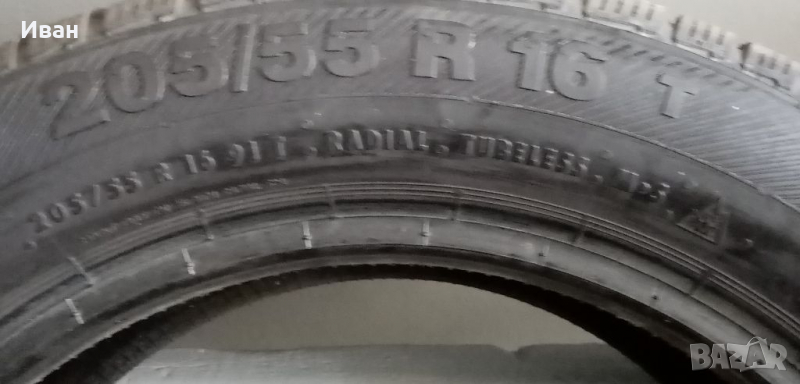 Иван
205/55 R 16 T
205/55 R 16 91 T . RADIAL . TUBELESS . M+S .
BAZAR